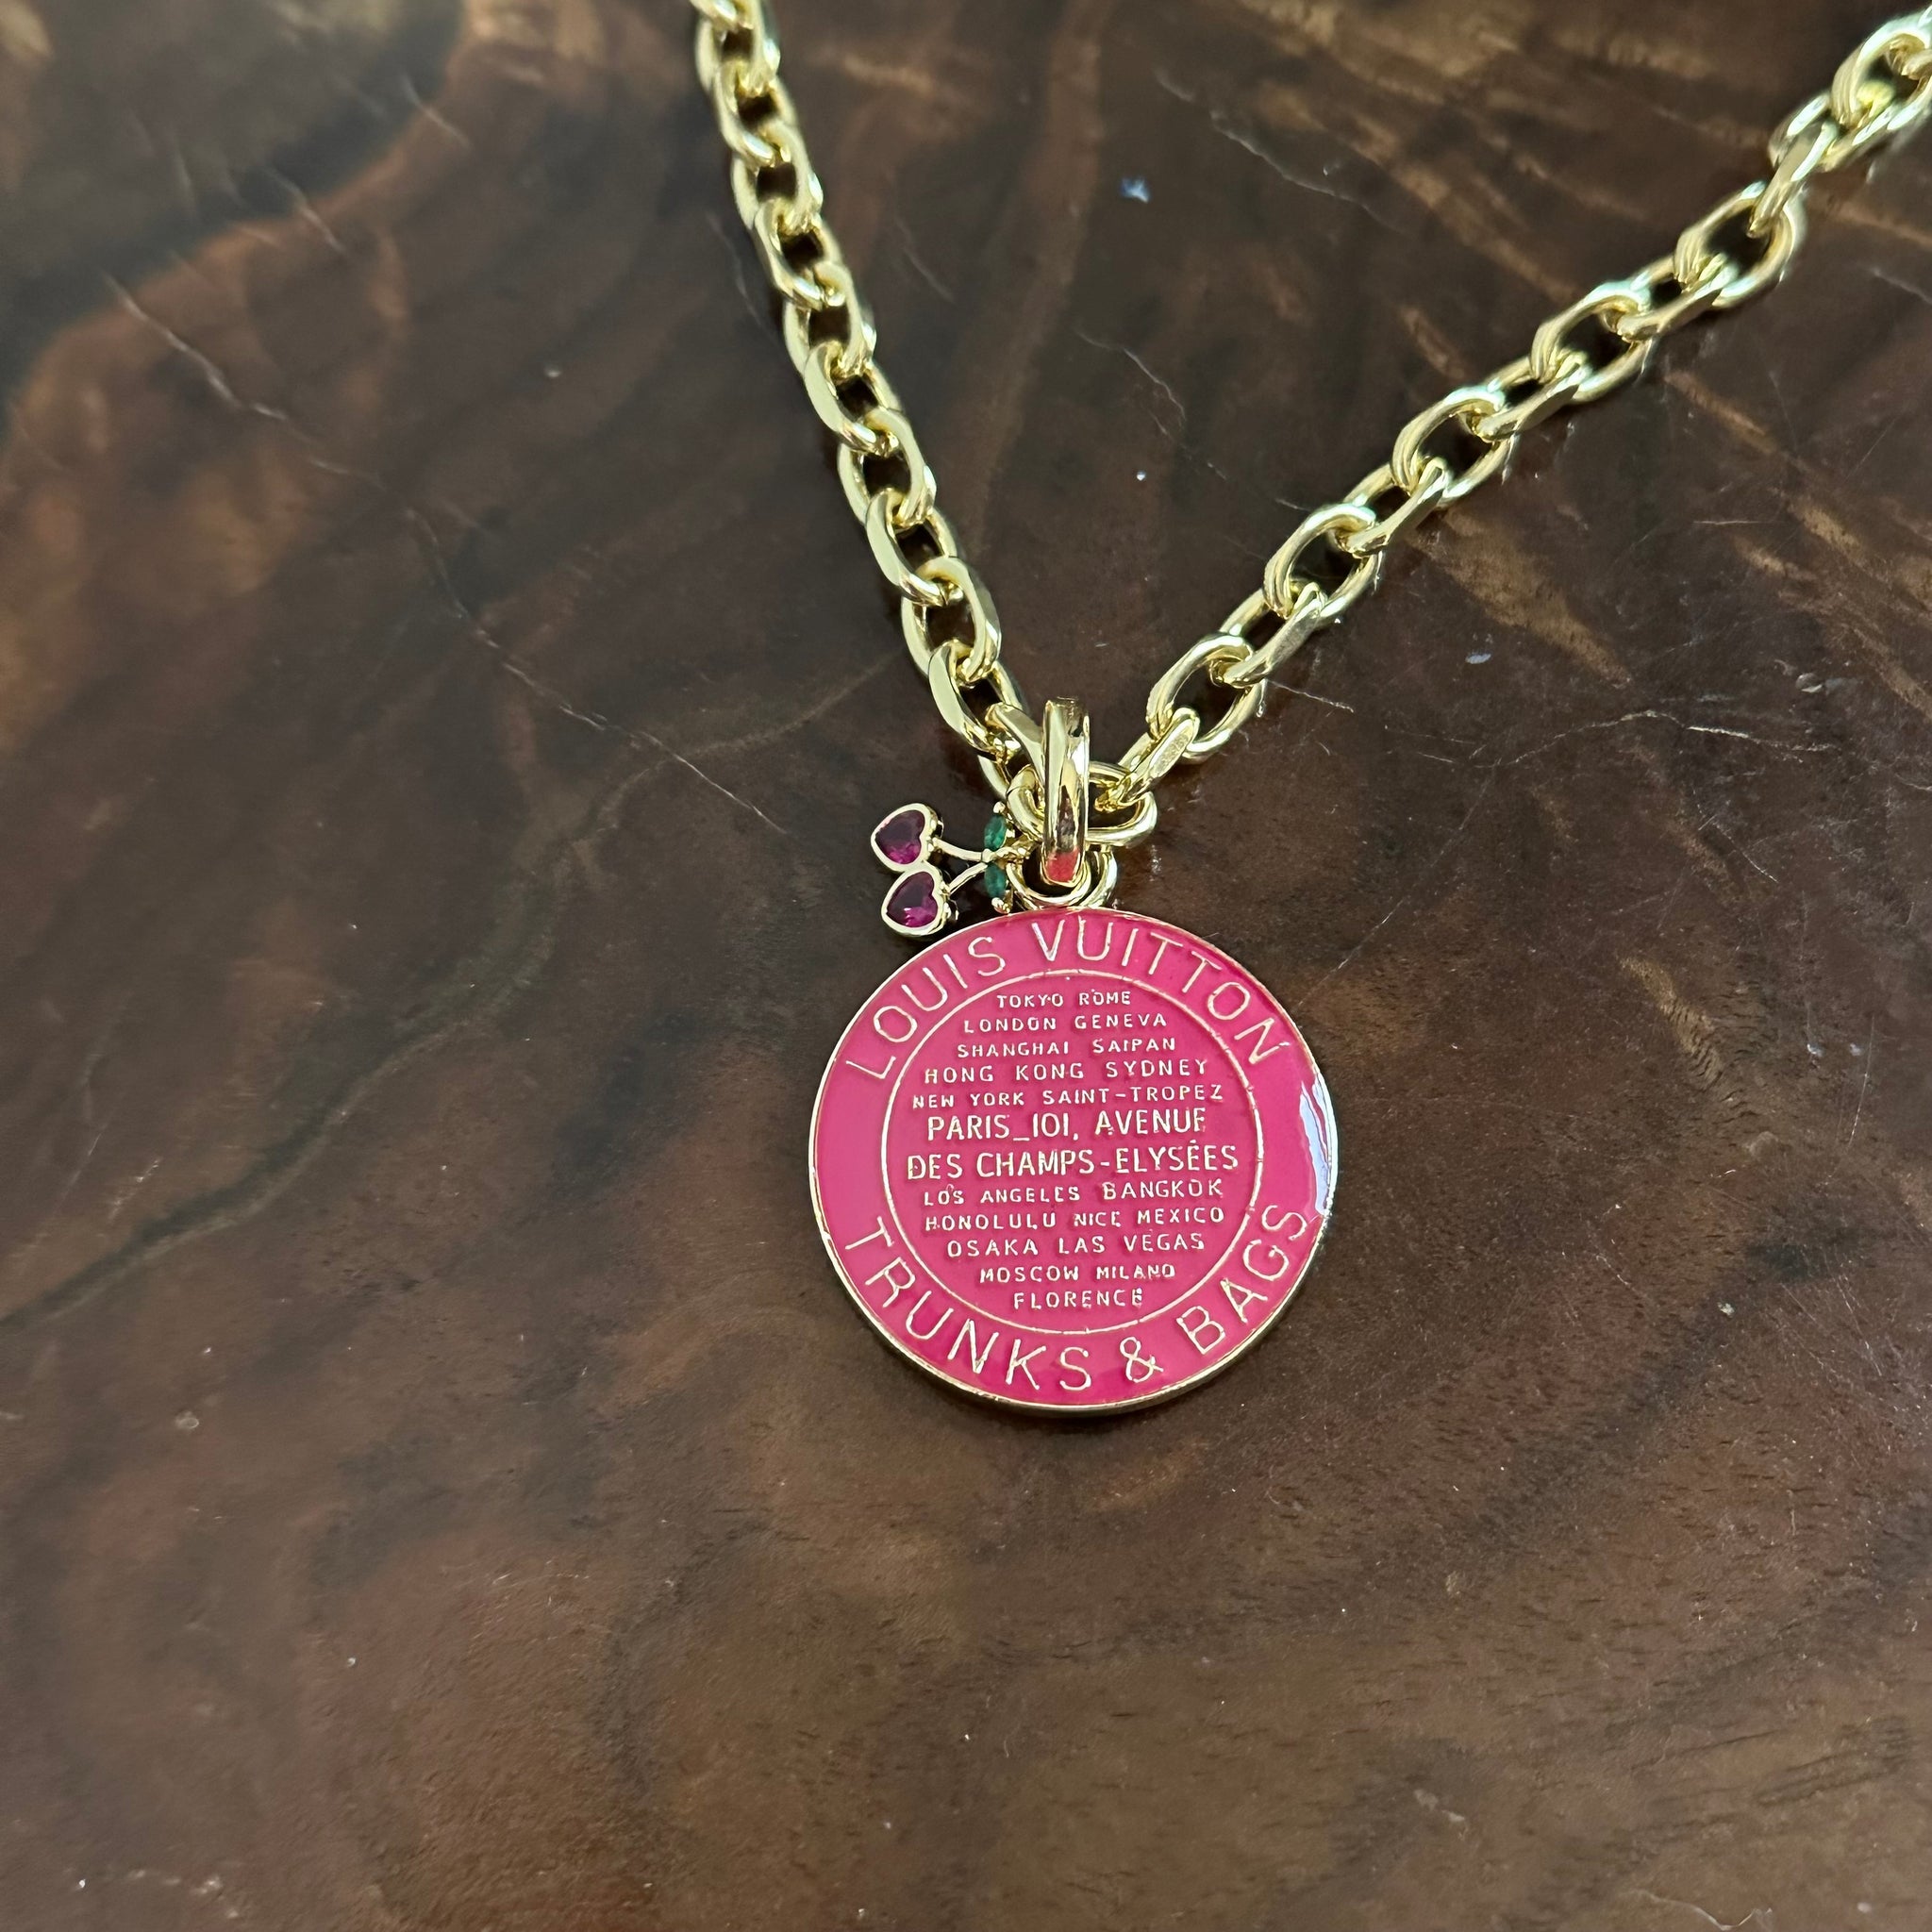 LOUIS VUITTON
TOKYO ROME
LONDON GENEVA
SHANGHAI SAIPAN
HONG KONG SYDNEY
NEW YORK SAINT-TROPEZ
PARIS_101, AVENUE
DES CHAMPS-ELYSÉES
LOS ANGELES BANGKOK
HONOLULU NICE MEXICO
OSAKA LAS VEGAS
MOSCOW MILANO
FLORENCE
TRUNKS & BAGS